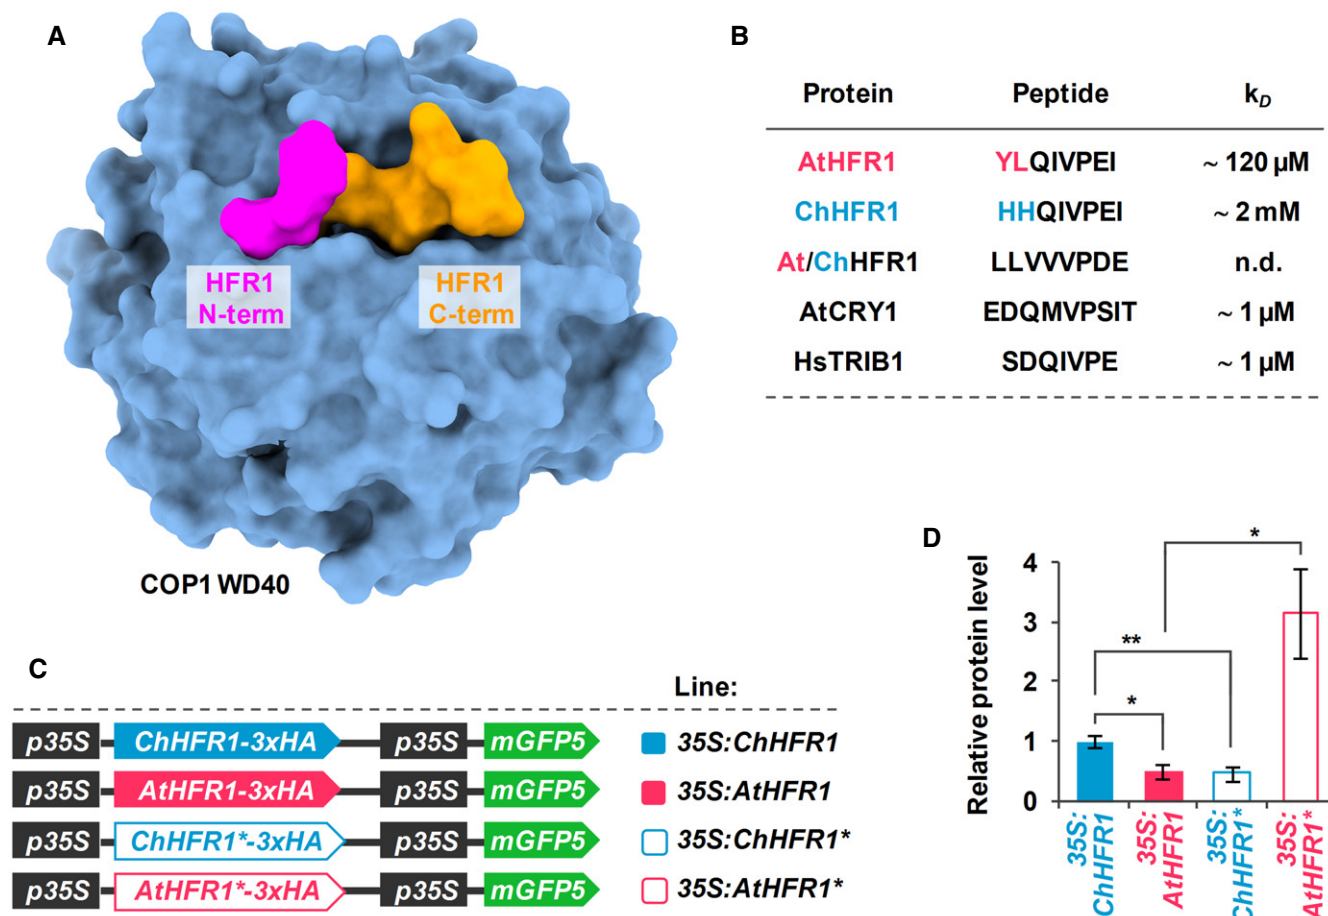 A
HFR1
N-term
HFR1
C-term
COP1 WD40
B
Protein Peptide kD
AtHFR1 YLQIVPEI ~ 120 µM
ChHFR1 HHQIVPEI ~ 2 mM
At/ChHFR1 LLVVVPDE n.d.
AtCRY1 EDQMVPSIT ~ 1 µM
HsTRIB1 SDQIVPE ~ 1 µM
C
Line:
p35S ChHFR1-3xHA p35S mGFP5 35S:ChHFR1
p35S AtHFR1-3xHA p35S mGFP5 35S:AtHFR1
p35S ChHFR1*-3xHA p35S mGFP5 35S:ChHFR1*
p35S AtHFR1*-3xHA p35S mGFP5 35S:AtHFR1*
D
Relative protein level
4
3
2
1
0
*
**
*
35S:
ChHFR1
35S:
AtHFR1
35S:
ChHFR1*
35S:
AtHFR1*